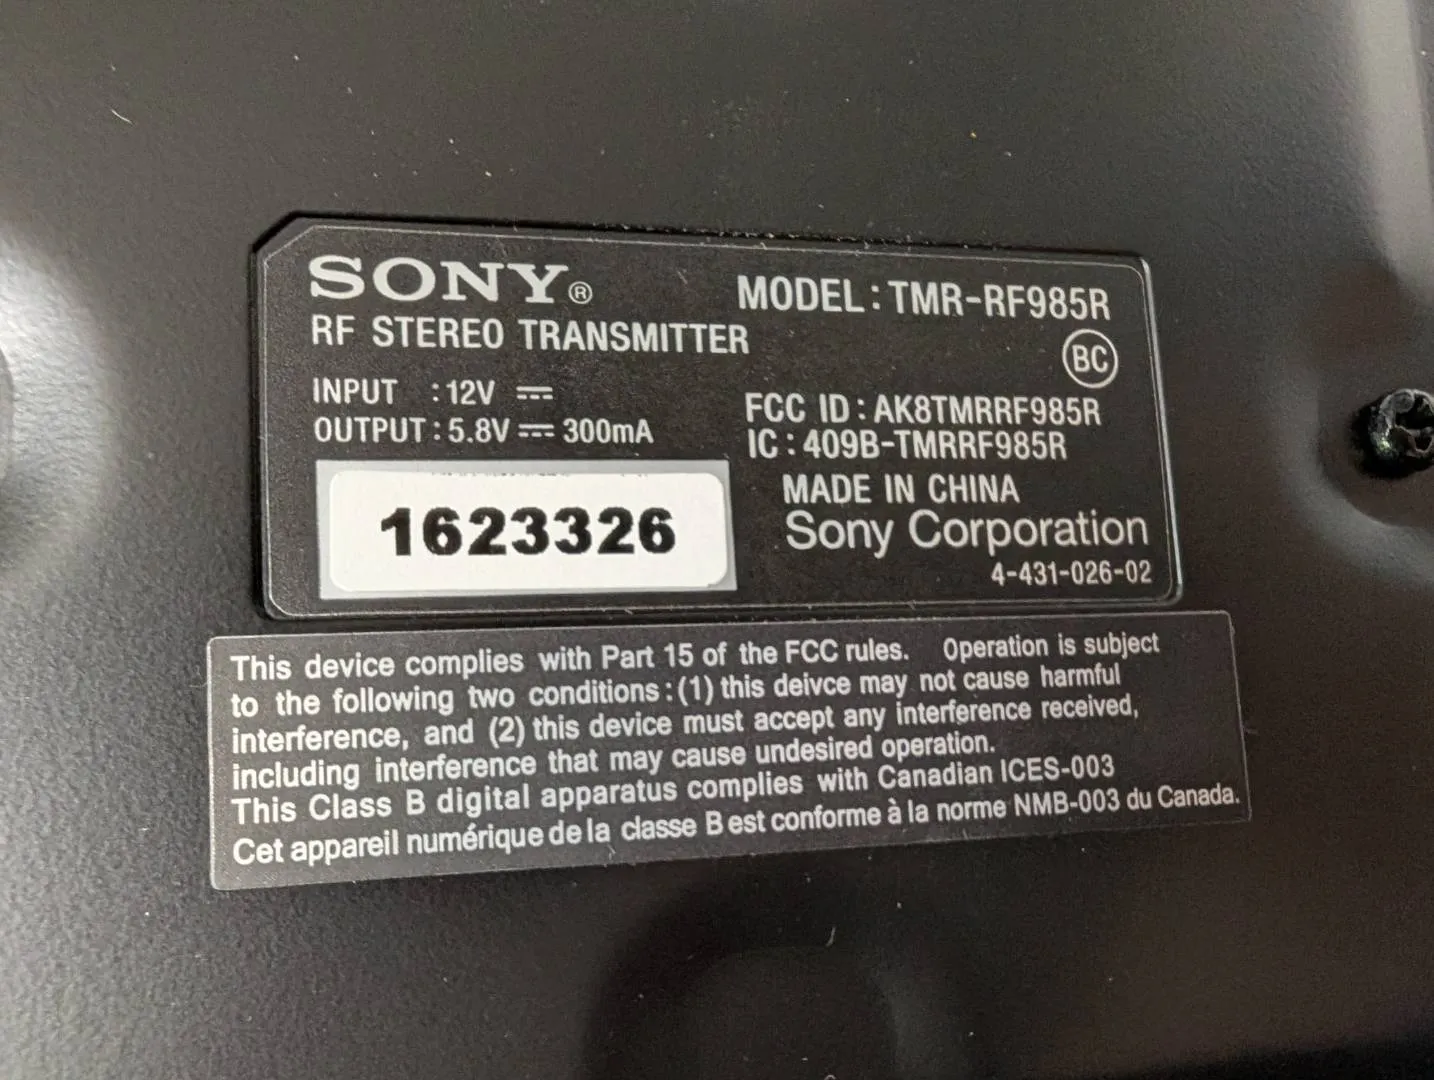 SONY®
RF STEREO TRANSMITTER
MODEL : TMR-RF985R
BC
INPUT : 12V ⎓
OUTPUT : 5.8V ⎓ 300mA
FCC ID : AK8TMRRF985R
IC : 409B-TMRRF985R
1623326
MADE IN CHINA
Sony Corporation
4-431-026-02
This device complies with Part 15 of the FCC rules. Operation is subject
to the following two conditions : (1) this deivce may not cause harmful
interference, and (2) this device must accept any interference received,
including interference that may cause undesired operation.
This Class B digital apparatus complies with Canadian ICES-003
Cet appareil numérique de la classe B est conforme à la norme NMB-003 du Canada.